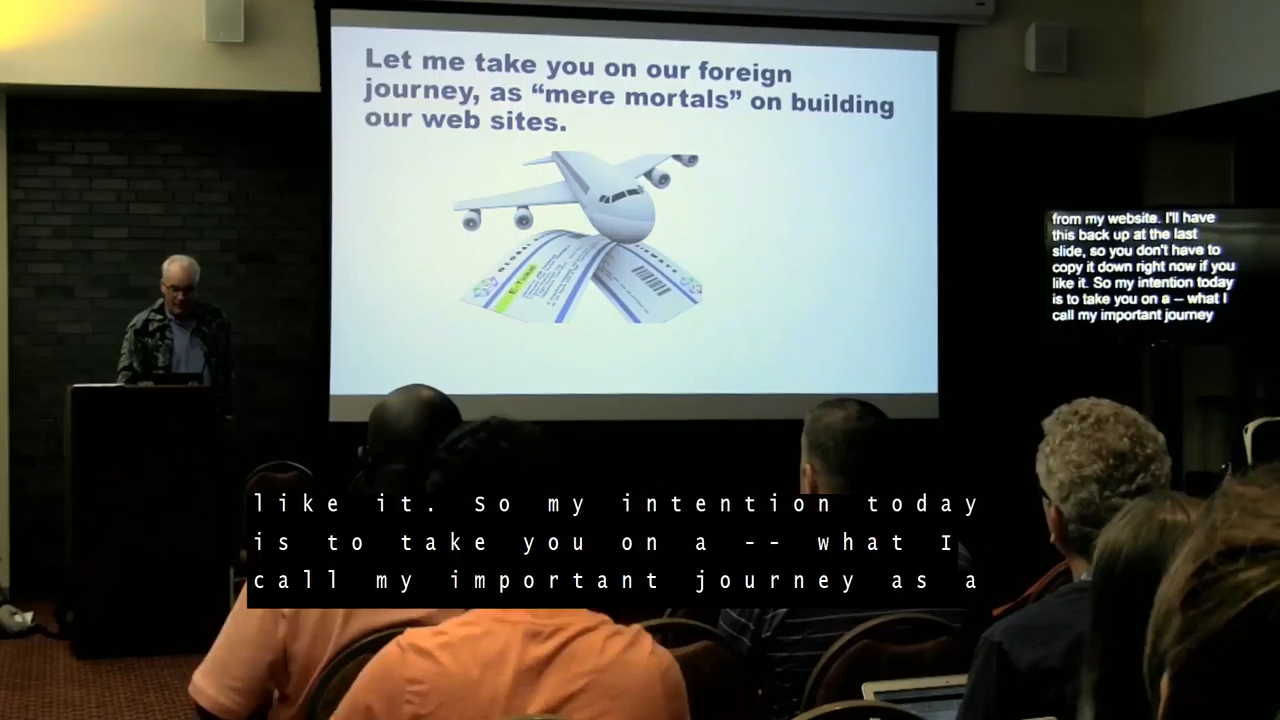 Let me take you on our foreign
journey, as “mere mortals” on building
our web sites.
GLOBAL
E-Ticket
from my website. I'll have
this back up at the last
slide, so you don't have to
copy it down right now if you
like it. So my intention today
is to take you on a – what I
call my important journey
like it. So my intention today
is to take you on a -- what I
call my important journey as a